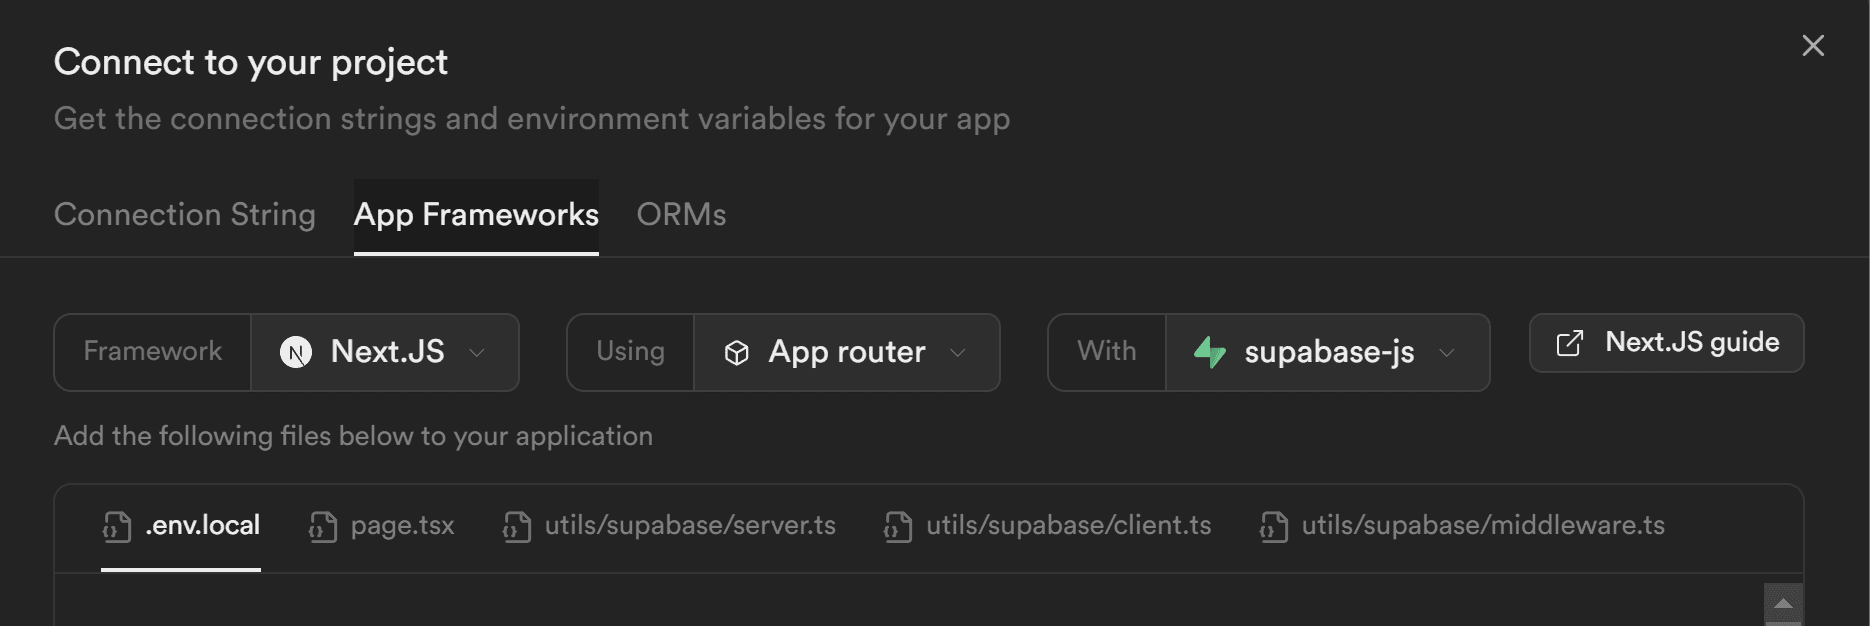 Connect to your project
Get the connection strings and environment variables for your app
Connection String App Frameworks ORMs
Framework Next.JS Using App router With supabase-js Next.JS guide
Add the following files below to your application
.env.local page.tsx utils/supabase/server.ts utils/supabase/client.ts utils/supabase/middleware.ts